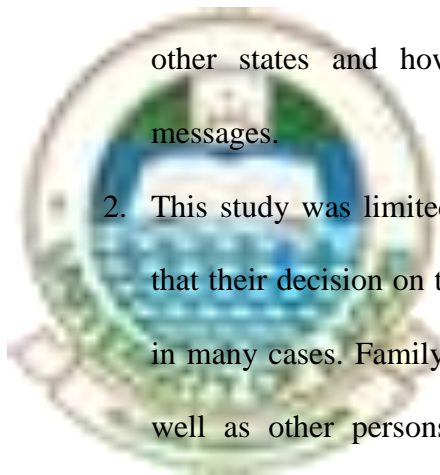 other states and how
messages.
2. This study was limited
that their decision on t
in many cases. Family
well as other persons